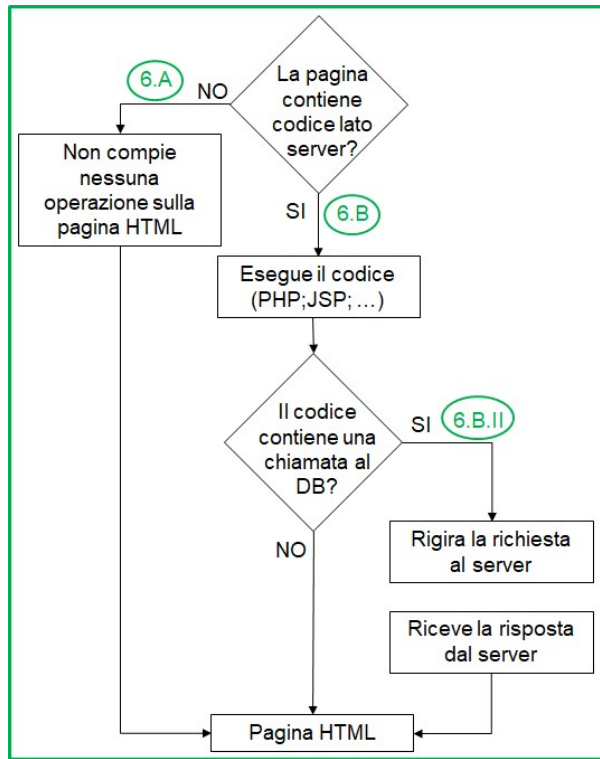 La pagina
contiene
codice lato
server?
6.A
NO
Non compie
nessuna
operazione sulla
pagina HTML
SI
6.B
Esegue il codice
(PHP;JSP; …)
Il codice
contiene una
chiamata al
DB?
SI
6.B.II
NO
Rigira la richiesta
al server
Riceve la risposta
dal server
Pagina HTML